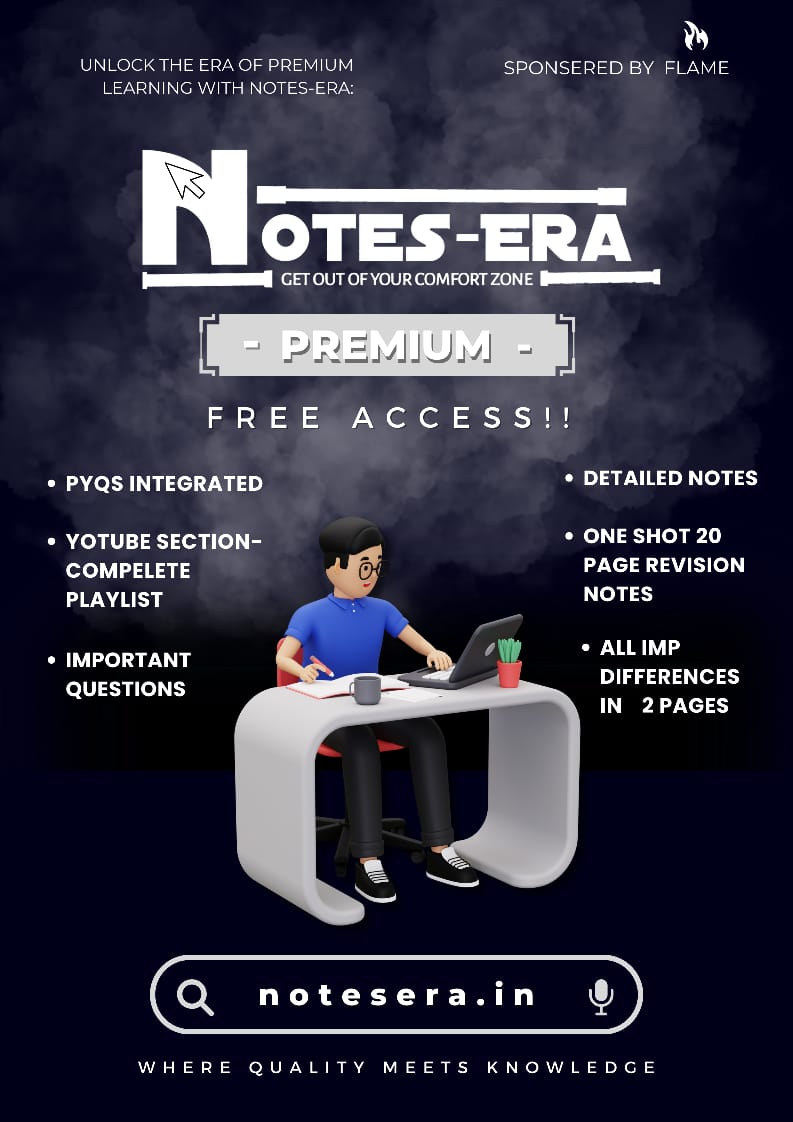 UNLOCK THE ERA OF PREMIUM
LEARNING WITH NOTES-ERA:
SPONSERED BY FLAME
NOTES-ERA
GET OUT OF YOUR COMFORT ZONE
- PREMIUM -
FREE ACCESS!!
• PYQS INTEGRATED
• YOTUBE SECTION-
COMPELETE
PLAYLIST
• IMPORTANT
QUESTIONS
• DETAILED NOTES
• ONE SHOT 20
PAGE REVISION
NOTES
• ALL IMP
DIFFERENCES
IN 2 PAGES
notesera.in
WHERE QUALITY MEETS KNOWLEDGE